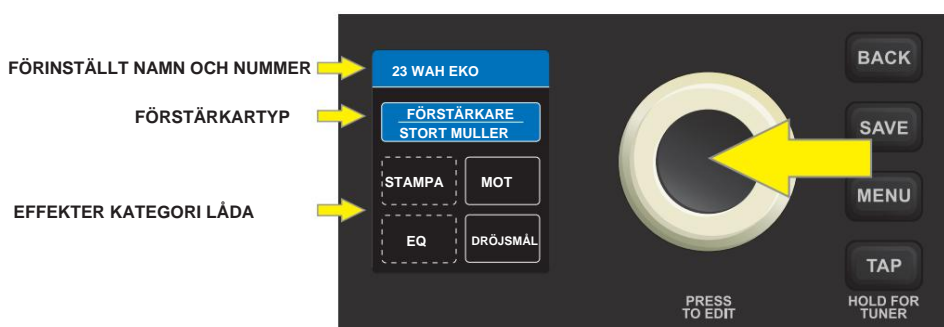 FÖRINSTÄLLT NAMN OCH NUMMER
FÖRSTÄRKARTYP
EFFEKTER KATEGORI LÅDA
23 WAH EKO
FÖRSTÄRKARE
STORT MULLER
STAMPA MOT
EQ DRÖJSMÅL
PRESS
TO EDIT
BACK
SAVE
MENU
TAP
HOLD FOR
TUNER